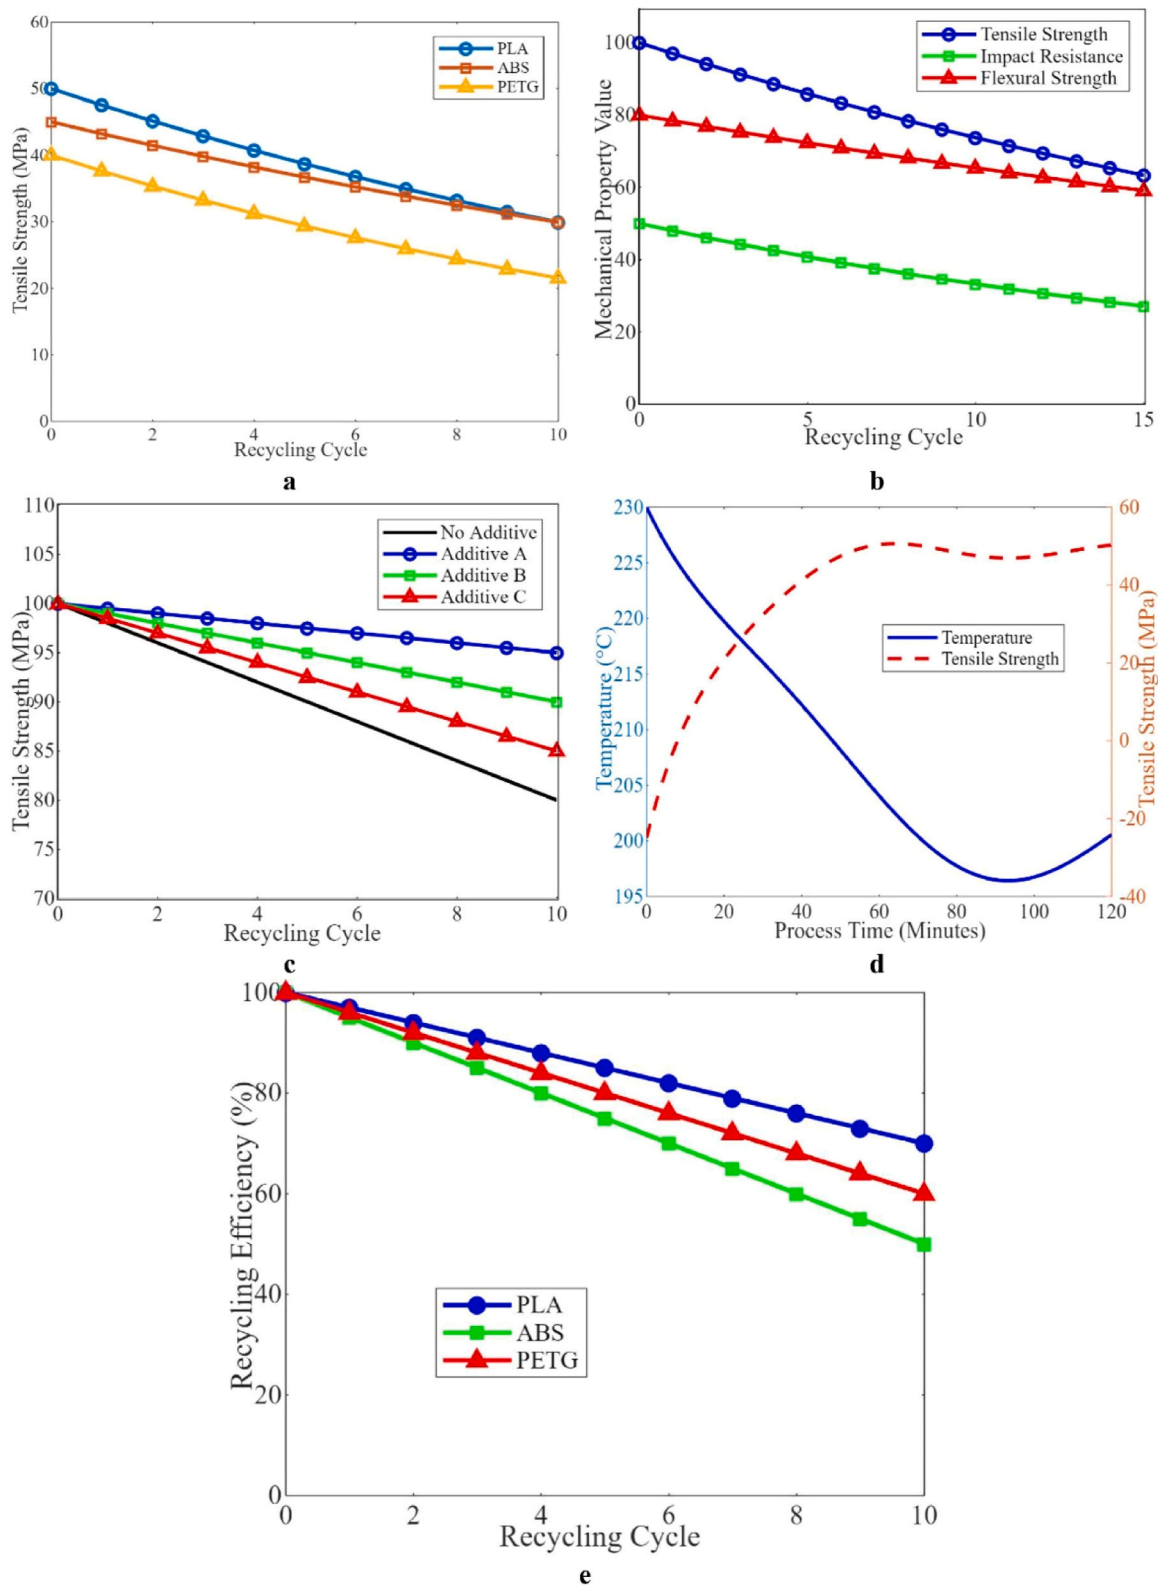 60
50
40
30
20
10
0
Tensile Strength (MPa)
PLA
ABS
PETG
0 2 4 6 8 10
Recycling Cycle
a
100
80
60
40
20
0
Mechanical Property Value
Tensile Strength
Impact Resistance
Flexural Strength
0 5 10 15
Recycling Cycle
b
110
105
100
95
90
85
80
75
70
Tensile Strength (MPa)
No Additive
Additive A
Additive B
Additive C
0 2 4 6 8 10
Recycling Cycle
c
230
225
220
215
210
205
200
195
Temperature (°C)
Temperature
Tensile Strength
60
40
20
0
-20
-40
Tensile Strength (MPa)
0 20 40 60 80 100 120
Process Time (Minutes)
d
100
80
60
40
20
0
Recycling Efficiency (%)
PLA
ABS
PETG
0 2 4 6 8 10
Recycling Cycle
e